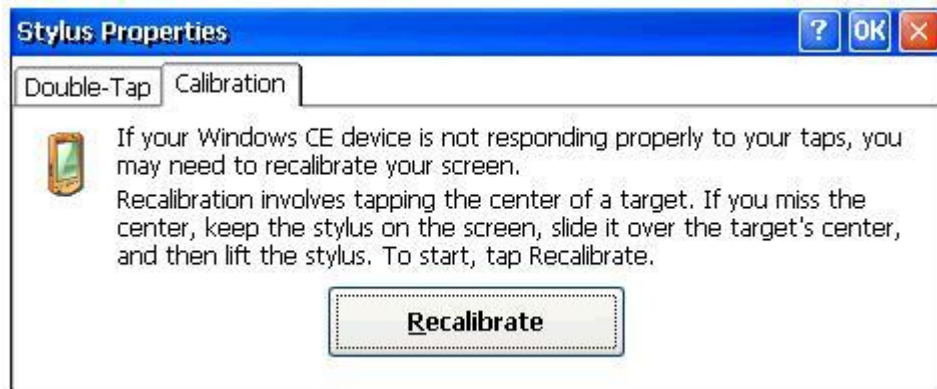 Stylus Properties ? OK ×
Double-Tap Calibration
If your Windows CE device is not responding properly to your taps, you
may need to recalibrate your screen.
Recalibration involves tapping the center of a target. If you miss the
center, keep the stylus on the screen, slide it over the target's center,
and then lift the stylus. To start, tap Recalibrate.
Recalibrate